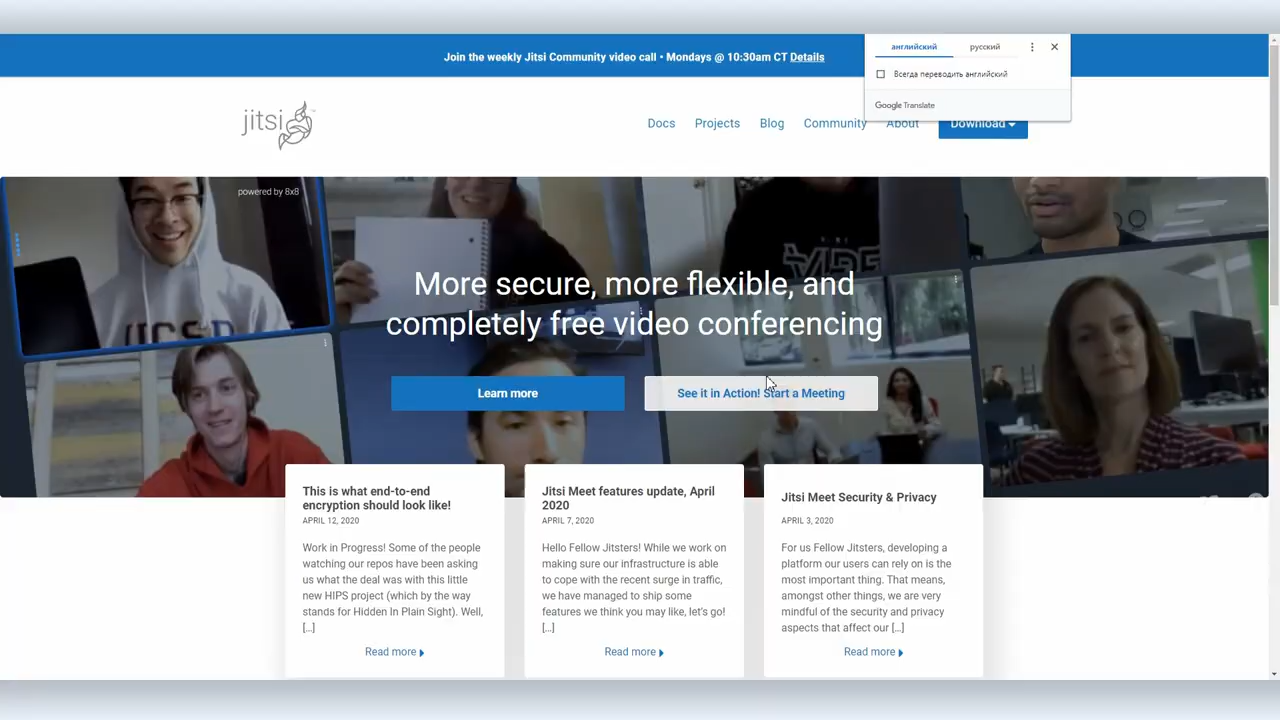 Join the weekly Jitsi Community video call • Mondays @ 10:30am CT Details
английский русский
Всегда переводить английский
Google Translate
jitsi
Docs Projects Blog Community About Download
powered by 8x8
More secure, more flexible, and
completely free video conferencing
Learn more
See it in Action! Start a Meeting
This is what end-to-end
encryption should look like!
APRIL 12, 2020
Work in Progress! Some of the people
watching our repos have been asking
us what the deal was with this little
new HIPS project (which by the way
stands for Hidden In Plain Sight). Well,
[…]
Read more
Jitsi Meet features update, April
2020
APRIL 7, 2020
Hello Fellow Jitsters! While we work on
making sure our infrastructure is able
to cope with the recent surge in traffic,
we have managed to ship some
features we think you may like, let's go!
[…]
Read more
Jitsi Meet Security & Privacy
APRIL 3, 2020
For us Fellow Jitsters, developing a
platform our users can rely on is the
most important thing. That means,
amongst other things, we are very
mindful of the security and privacy
aspects that affect our […]
Read more